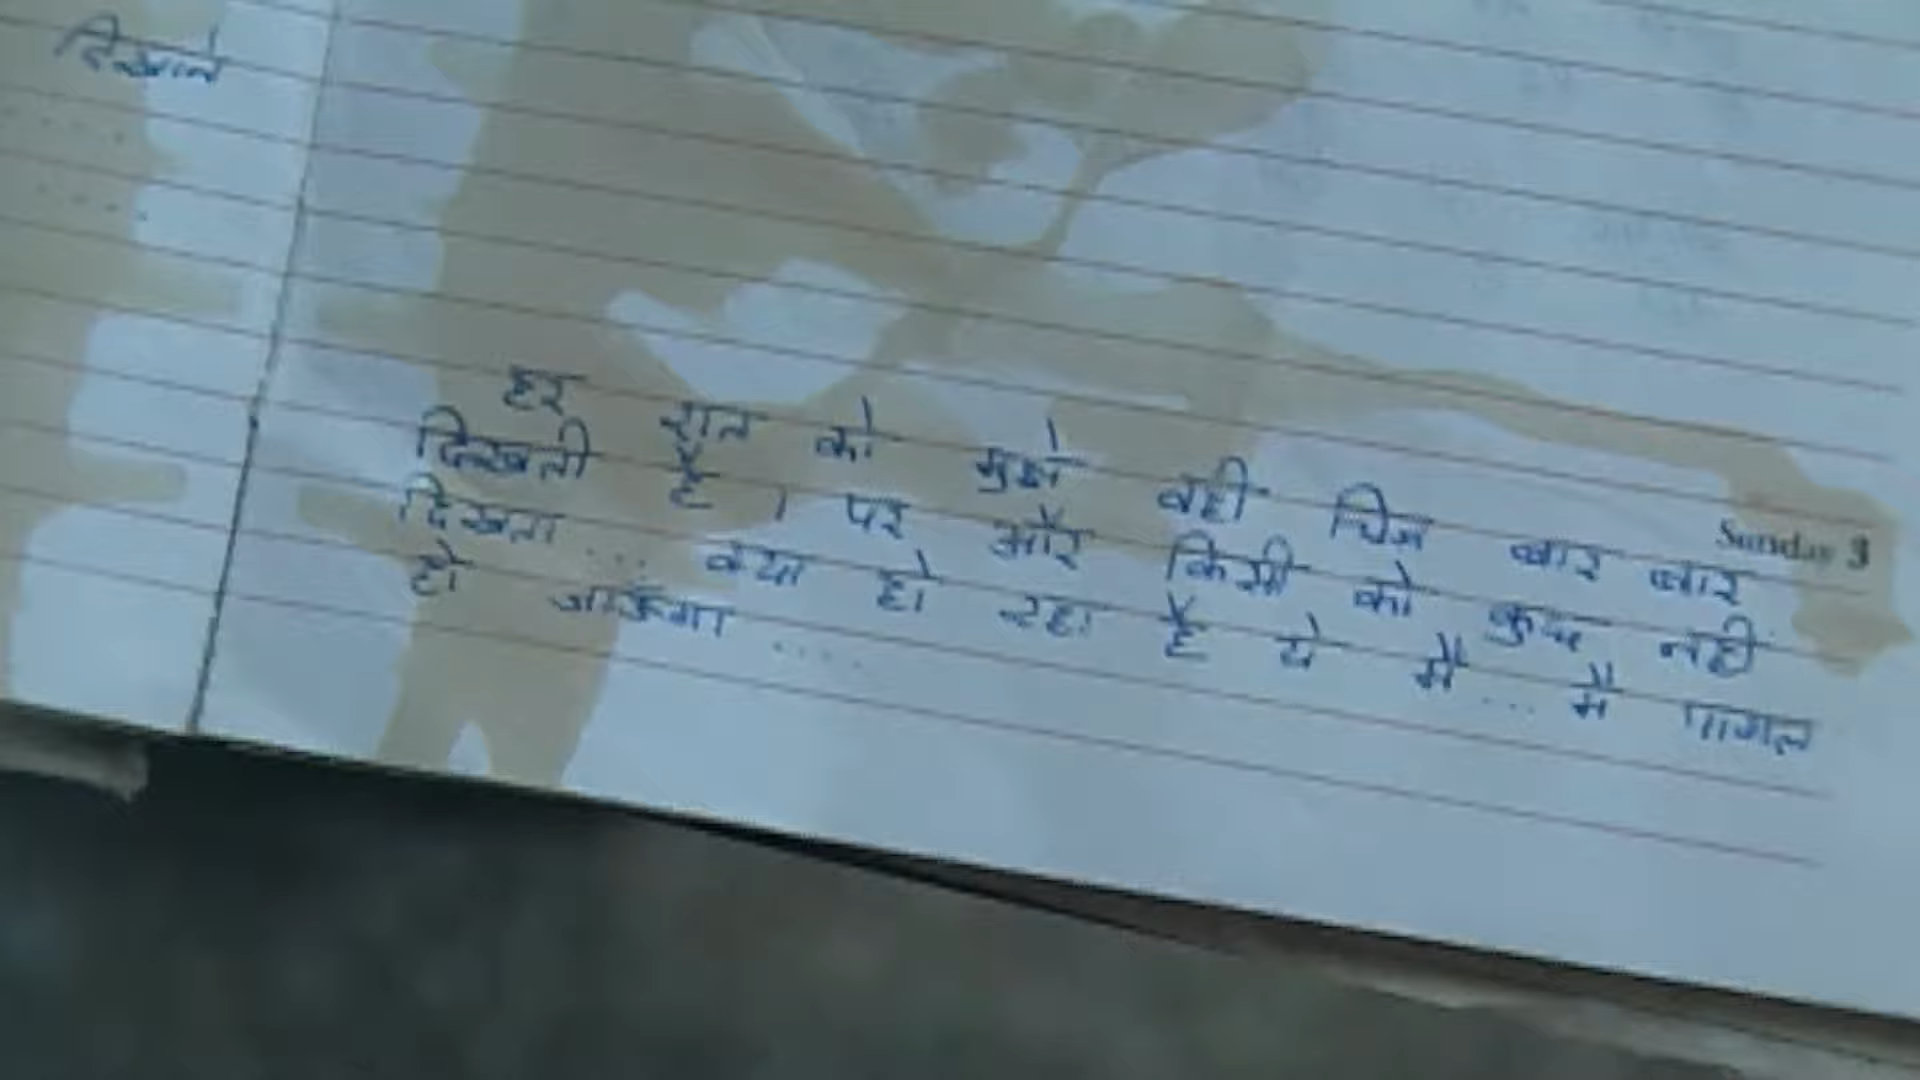 दिखाने
हर रात को मुझे वही चिज बार बार
दिखती है । पर और किसी को कुछ नही
दिखता ... क्या हो रहा है ये मैं ... मैं पागल
हो जाऊंगा ....
Sunday 3